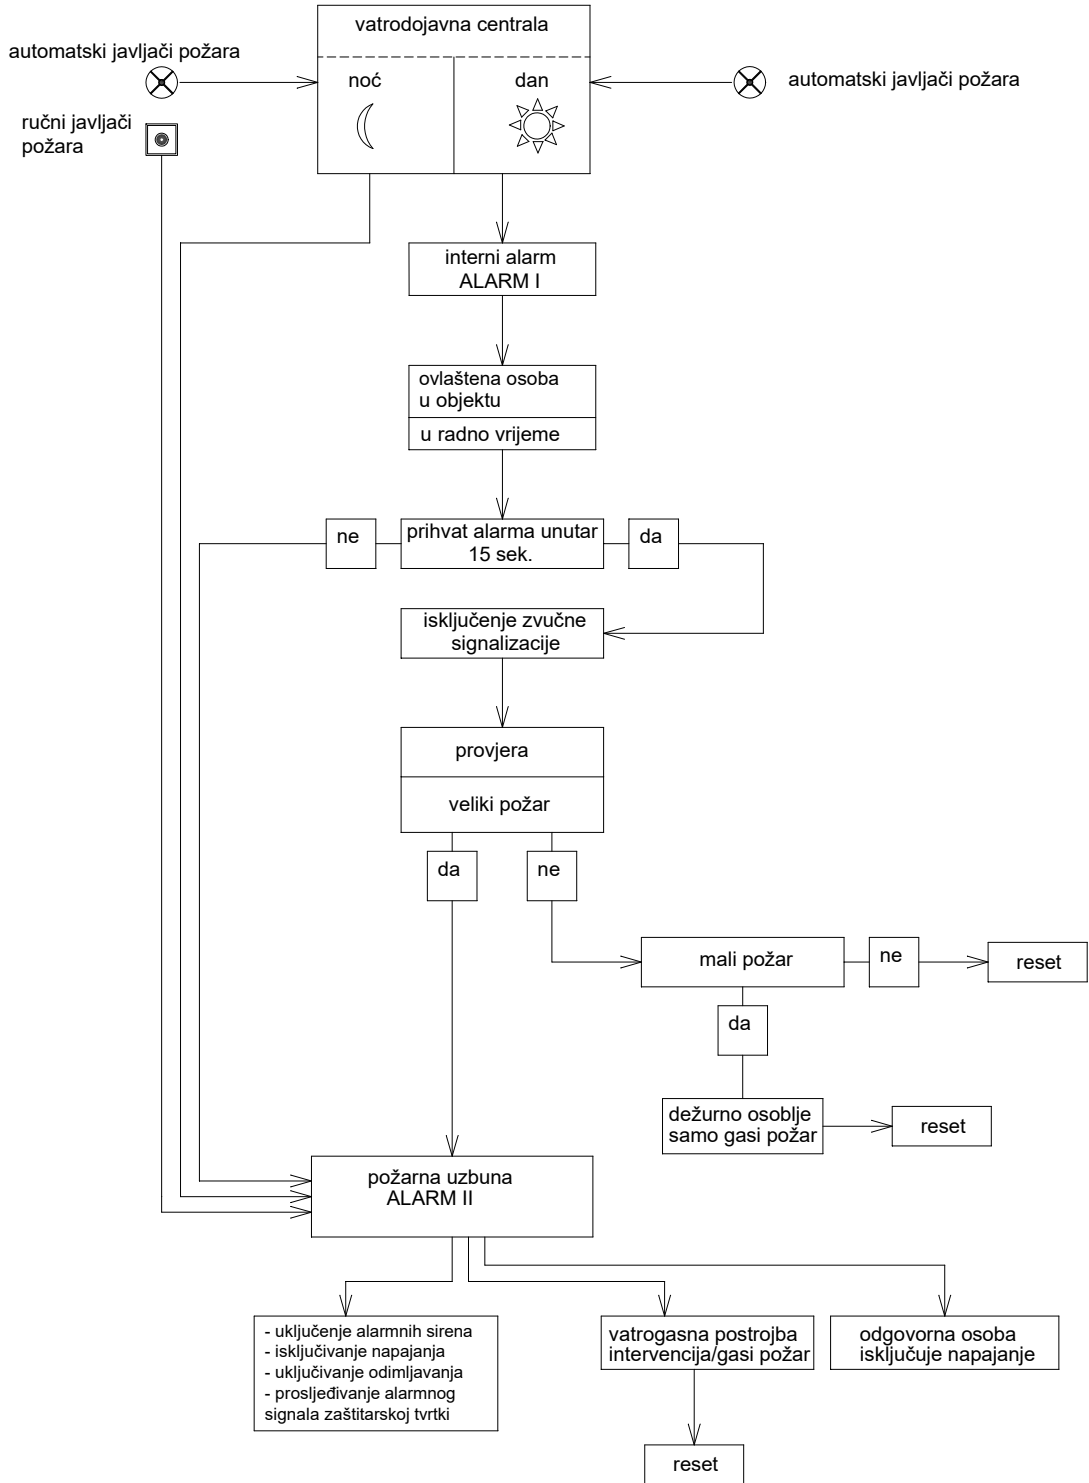 vatrodojavna centrala
automatski javljači požara
noć
dan
automatski javljači požara
ručni javljači
požara
interni alarm
ALARM I
ovlaštena osoba
u objektu
u radno vrijeme
ne
prihvat alarma unutar
15 sek.
da
isključenje zvučne
signalizacije
provjera
veliki požar
da
ne
mali požar
ne
reset
da
dežurno osoblje
samo gasi požar
reset
požarna uzbuna
ALARM II
- uključenje alarmnih sirena
- isključivanje napajanja
- uključivanje odimljavanja
- prosljeđivanje alarmnog
signala zaštitarskoj tvrtki
vatrogasna postrojba
intervencija/gasi požar
odgovorna osoba
isključuje napajanje
reset